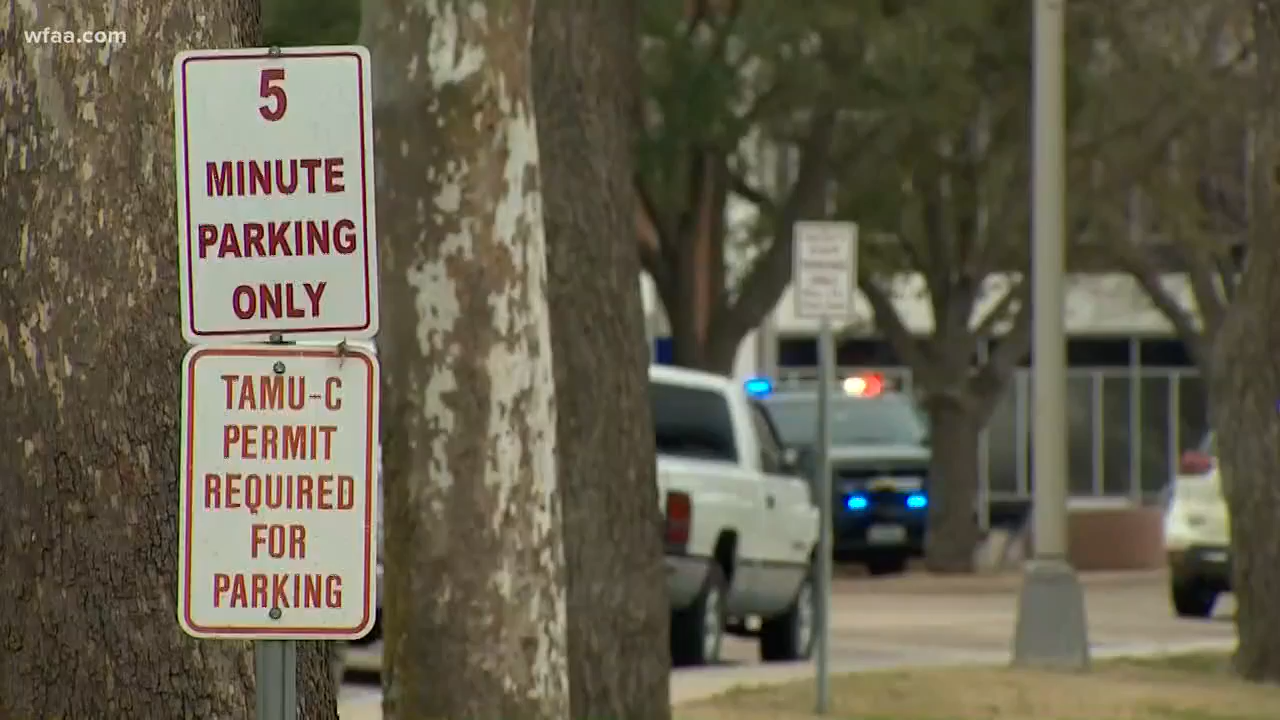 wfaa.com
5
MINUTE
PARKING
ONLY
TAMU-C
PERMIT
REQUIRED
FOR
PARKING